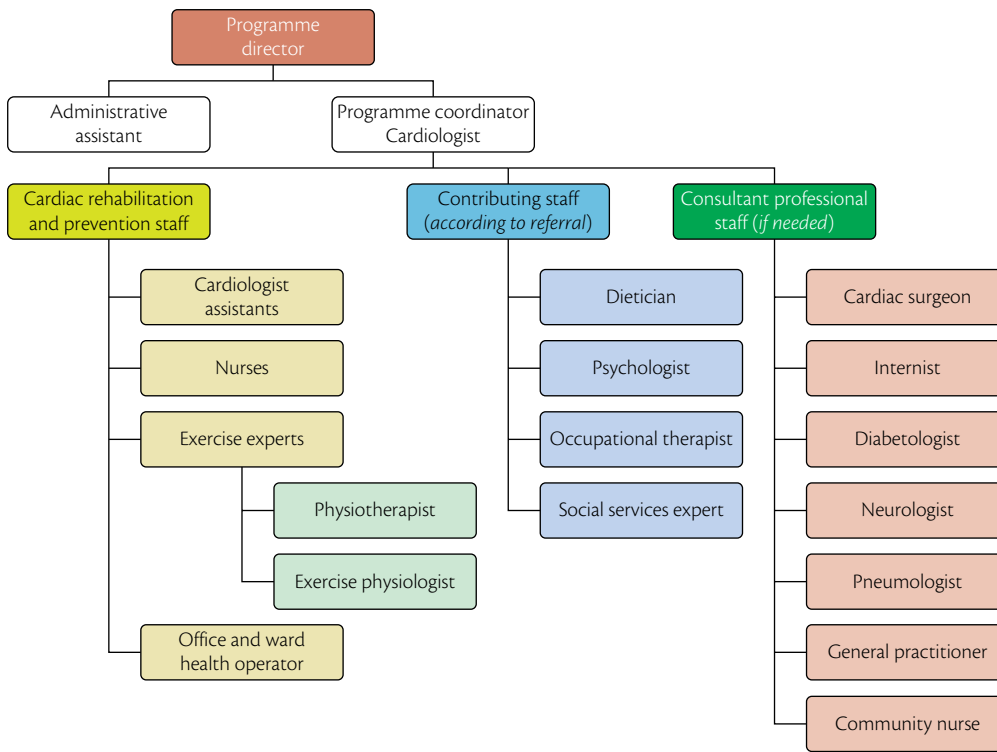 Programme
director
Administrative
assistant
Programme coordinator
Cardiologist
Cardiac rehabilitation
and prevention staff
Contributing staff
(according to referral)
Consultant professional
staff (if needed)
Cardiologist
assistants
Nurses
Exercise experts
Physiotherapist
Exercise physiologist
Office and ward
health operator
Dietician
Psychologist
Occupational therapist
Social services expert
Cardiac surgeon
Internist
Diabetologist
Neurologist
Pneumologist
General practitioner
Community nurse